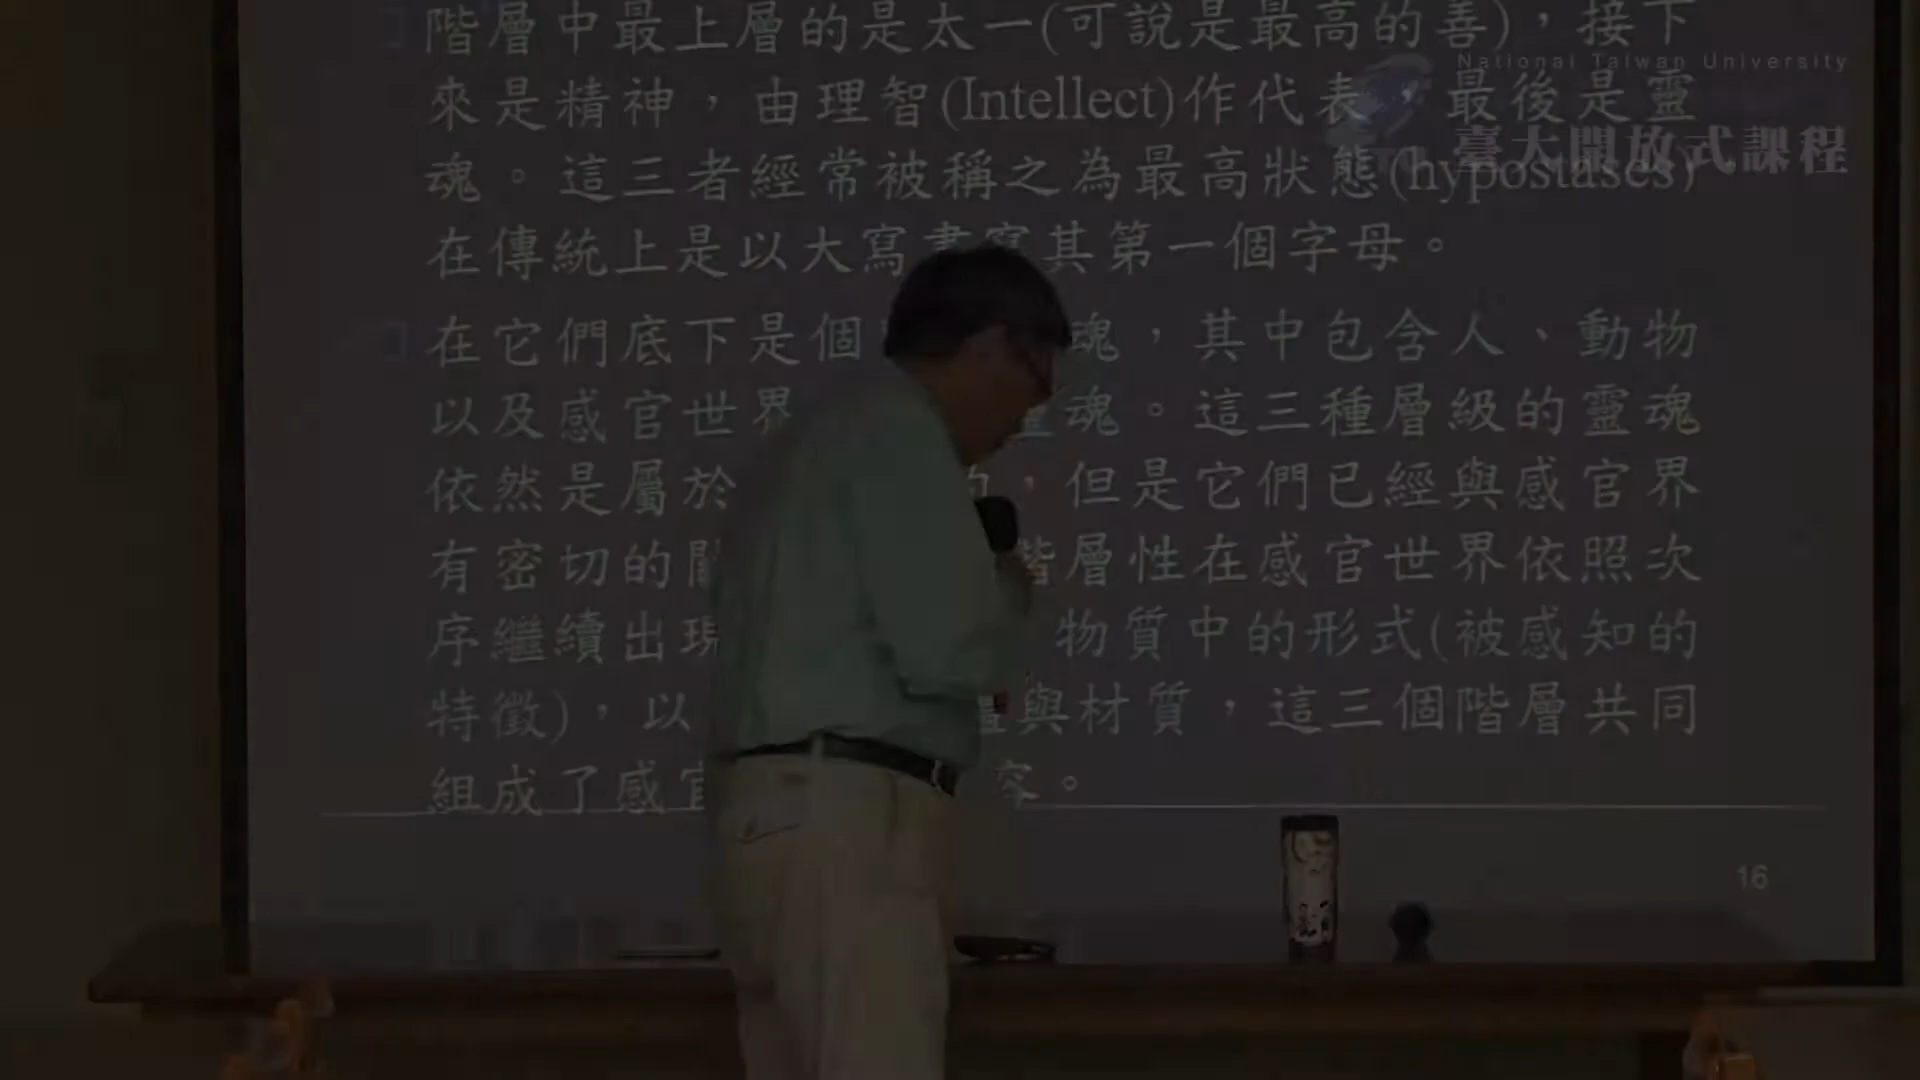 階層中最上層的是太一(可說是最高的善)，接下
National Taiwan University
來是精神，由理智(Intellect)作代表，最後是靈
臺大開放式課程
魂。這三者經常被稱之為最高狀態(hypostases)
在傳統上是以大寫書寫其第一個字母。
在它們底下是個 魂，其中包含人、動物
以及感官世界 靈魂。這三種層級的靈魂
依然是屬於 的，但是它們已經與感官界
有密切的關 階層性在感官世界依照次
序繼續出現 物質中的形式(被感知的
特徵)，以 與材質，這三個階層共同
組成了感官 容。
16